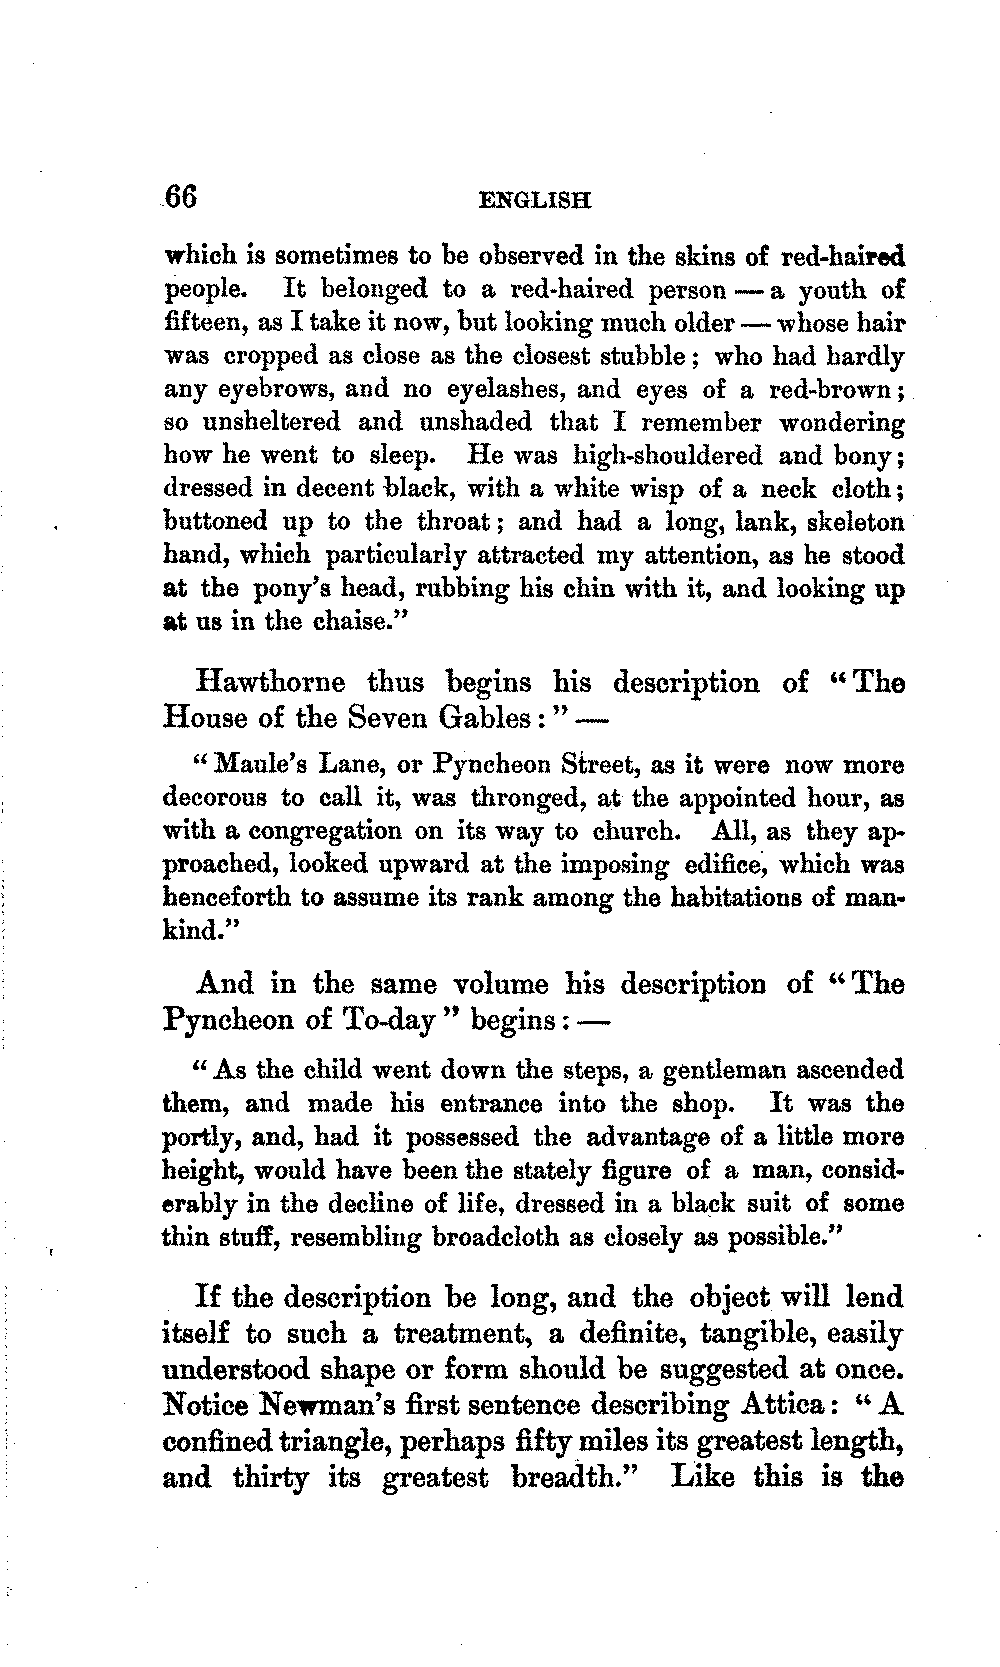 66 ENGLISH
which is sometimes to be observed in the skins of red-haired
people. It belonged to a red-haired person — a youth of
fifteen, as I take it now, but looking much older — whose hair
was cropped as close as the closest stubble; who had hardly
any eyebrows, and no eyelashes, and eyes of a red-brown;
so unsheltered and unshaded that I remember wondering
how he went to sleep. He was high-shouldered and bony;
dressed in decent black, with a white wisp of a neck cloth;
buttoned up to the throat; and had a long, lank, skeleton
hand, which particularly attracted my attention, as he stood
at the pony's head, rubbing his chin with it, and looking up
at us in the chaise."
Hawthorne thus begins his description of "The
House of the Seven Gables:" —
"Maule's Lane, or Pyncheon Street, as it were now more
decorous to call it, was thronged, at the appointed hour, as
with a congregation on its way to church. All, as they ap-
proached, looked upward at the imposing edifice, which was
henceforth to assume its rank among the habitations of man-
kind."
And in the same volume his description of "The
Pyncheon of To-day" begins: —
"As the child went down the steps, a gentleman ascended
them, and made his entrance into the shop. It was the
portly, and, had it possessed the advantage of a little more
height, would have been the stately figure of a man, consid-
erably in the decline of life, dressed in a black suit of some
thin stuff, resembling broadcloth as closely as possible."
If the description be long, and the object will lend
itself to such a treatment, a definite, tangible, easily
understood shape or form should be suggested at once.
Notice Newman's first sentence describing Attica: "A
confined triangle, perhaps fifty miles its greatest length,
and thirty its greatest breadth." Like this is the